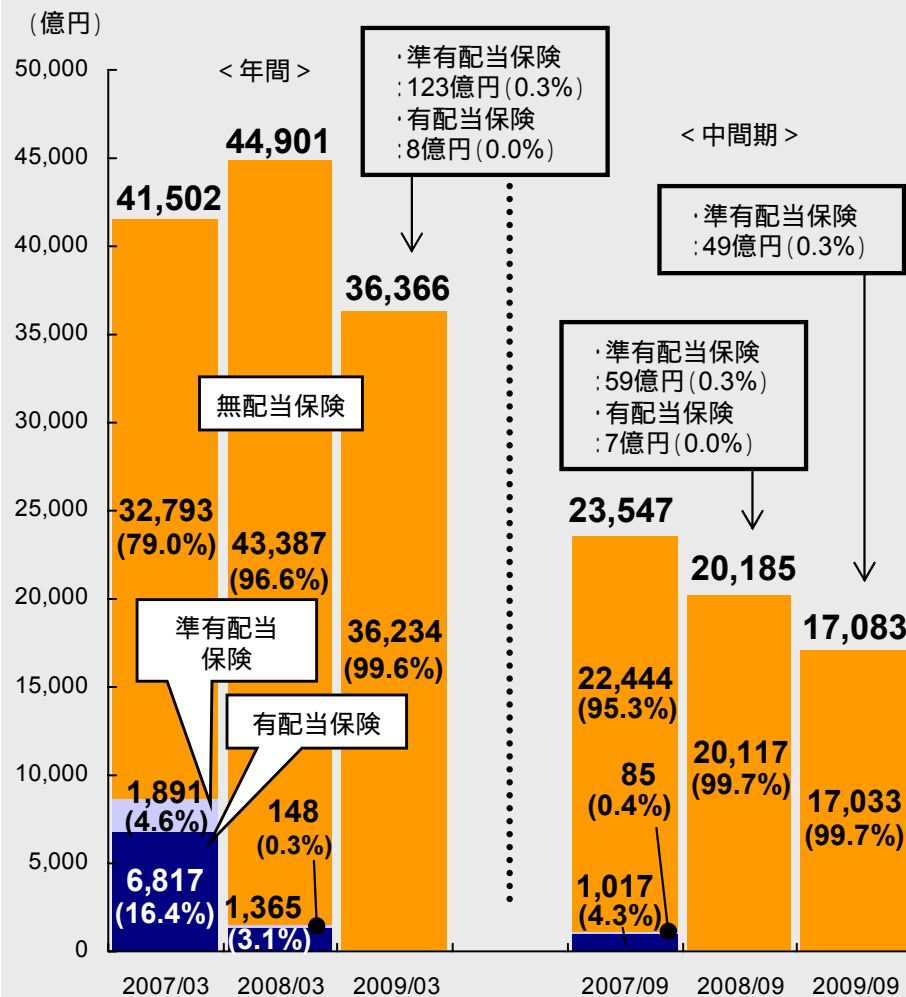 (億円)
50,000
45,000
40,000
35,000
30,000
25,000
20,000
15,000
10,000
5,000
0
<年間>
・準有配当保険
:123億円(0.3%)
・有配当保険
:8億円(0.0%)
41,502
44,901
36,366
無配当保険
32,793
(79.0%)
43,387
(96.6%)
36,234
(99.6%)
準有配当
保険
有配当保険
1,891
(4.6%)
148
(0.3%)
6,817
(16.4%)
1,365
(3.1%)
2007/03
2008/03
2009/03
<中間期>
・準有配当保険
:49億円(0.3%)
・準有配当保険
:59億円(0.3%)
・有配当保険
:7億円(0.0%)
23,547
20,185
17,083
22,444
(95.3%)
85
(0.4%)
20,117
(99.7%)
17,033
(99.7%)
1,017
(4.3%)
2007/09
2008/09
2009/09